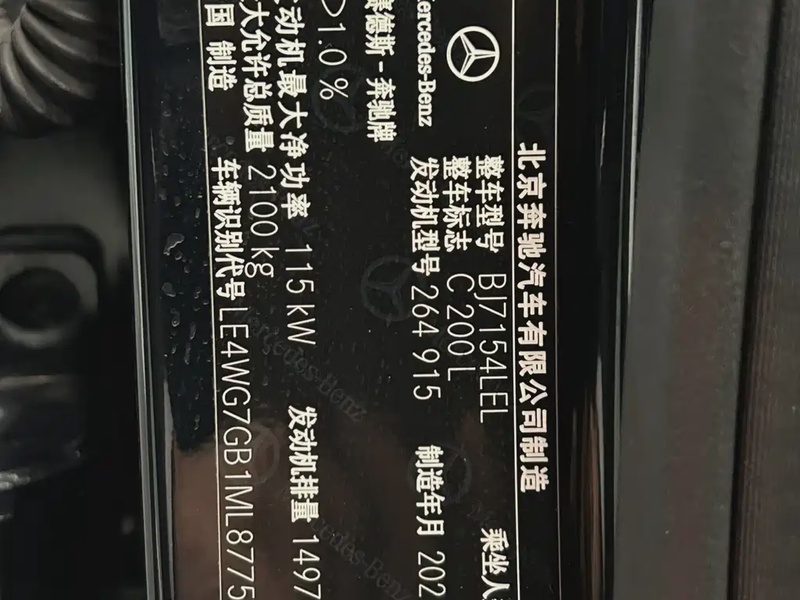 北京奔驰汽车有限公司制造
Mercedes-Benz
整车型号 BJ7154LEL
乘坐人
整车标志 C 200 L
发动机型号 264 915
制造年月 202
赛德斯-奔驰牌
1.0 %
发动机最大净功率 115 kW
发动机排量 1497
大允许总质量 2100 kg
国 制造
车辆识别代号 LE4WG7GB1ML8775